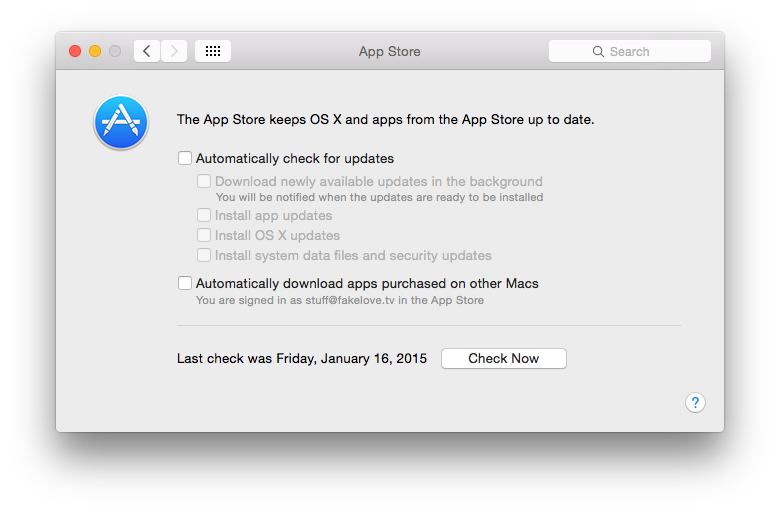 App Store
Search
The App Store keeps OS X and apps from the App Store up to date.
Automatically check for updates
Download newly available updates in the background
You will be notified when the updates are ready to be installed
Install app updates
Install OS X updates
Install system data files and security updates
Automatically download apps purchased on other Macs
You are signed in as stuff@fakelove.tv in the App Store
Last check was Friday, January 16, 2015
Check Now
?